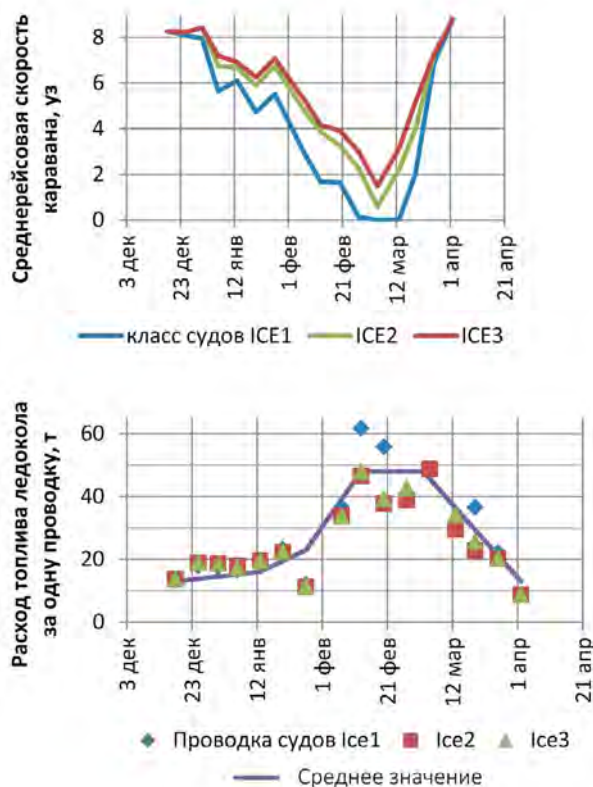 Среднерейсовая скорость
каравана, уз
8
6
4
2
0
3 дек
23 дек
12 янв
1 фев
21 фев
12 мар
1 апр
21 апр
класс судов ICE1
ICE2
ICE3
Расход топлива ледокола
за одну проводку, т
60
40
20
0
3 дек
23 дек
12 янв
1 фев
21 фев
12 мар
1 апр
21 апр
Проводка судов Ice1
Ice2
Ice3
Среднее значение